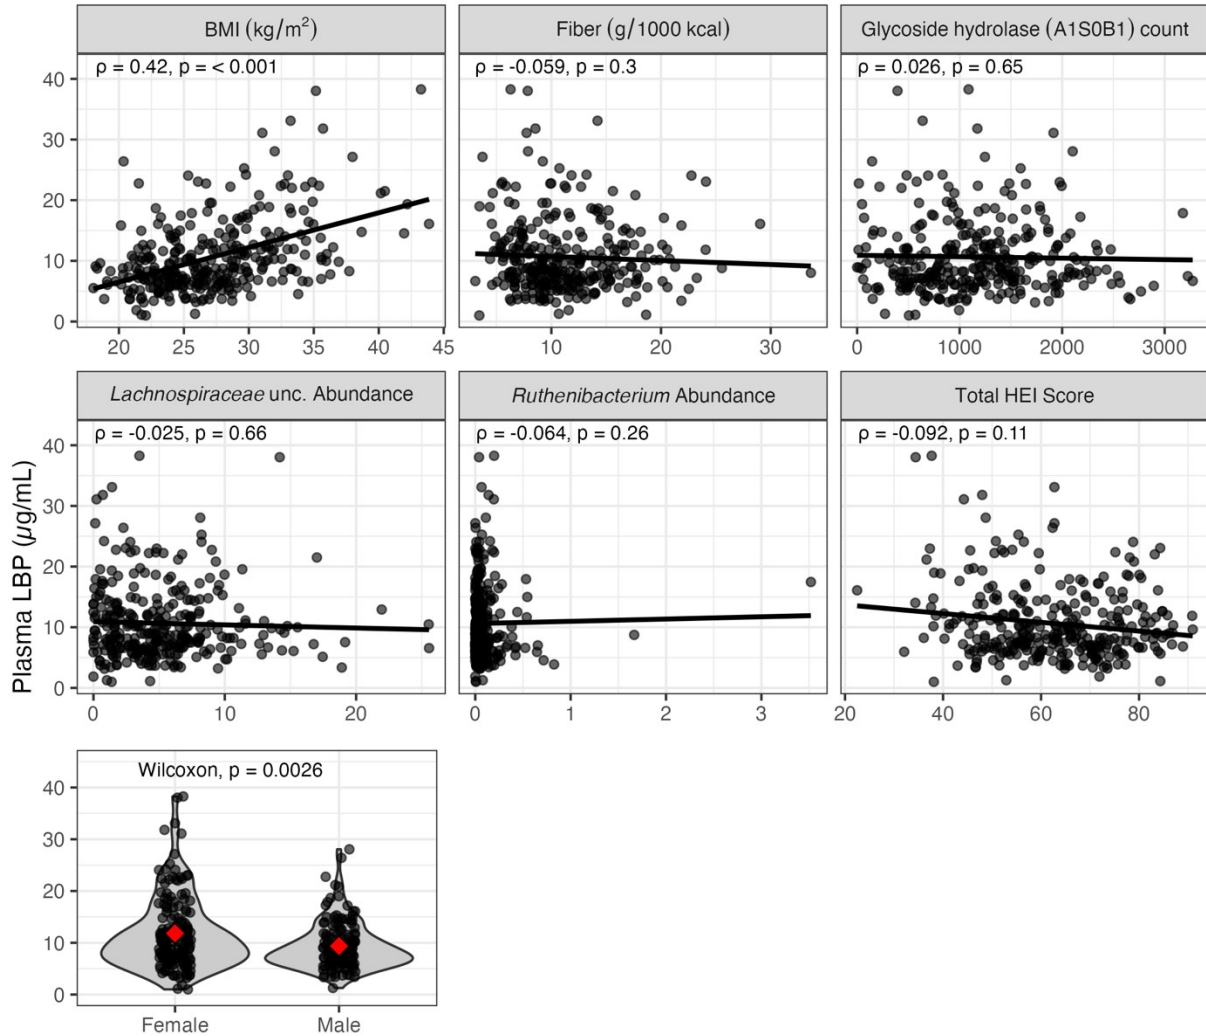 BMI (kg/m²)
Fiber (g/1000 kcal)
Glycoside hydrolase (A1S0B1) count
ρ = 0.42, p = < 0.001
ρ = -0.059, p = 0.3
ρ = 0.026, p = 0.65
40
30
20
10
0
20 25 30 35 40 45
10 20 30
0 1000 2000 3000
Lachnospiraceae unc. Abundance
Ruthenibacterium Abundance
Total HEI Score
ρ = -0.025, p = 0.66
ρ = -0.064, p = 0.26
ρ = -0.092, p = 0.11
Plasma LBP (µg/mL)
40
30
20
10
0
0 10 20
0 1 2 3
20 40 60 80
Wilcoxon, p = 0.0026
40
30
20
10
0
Female Male